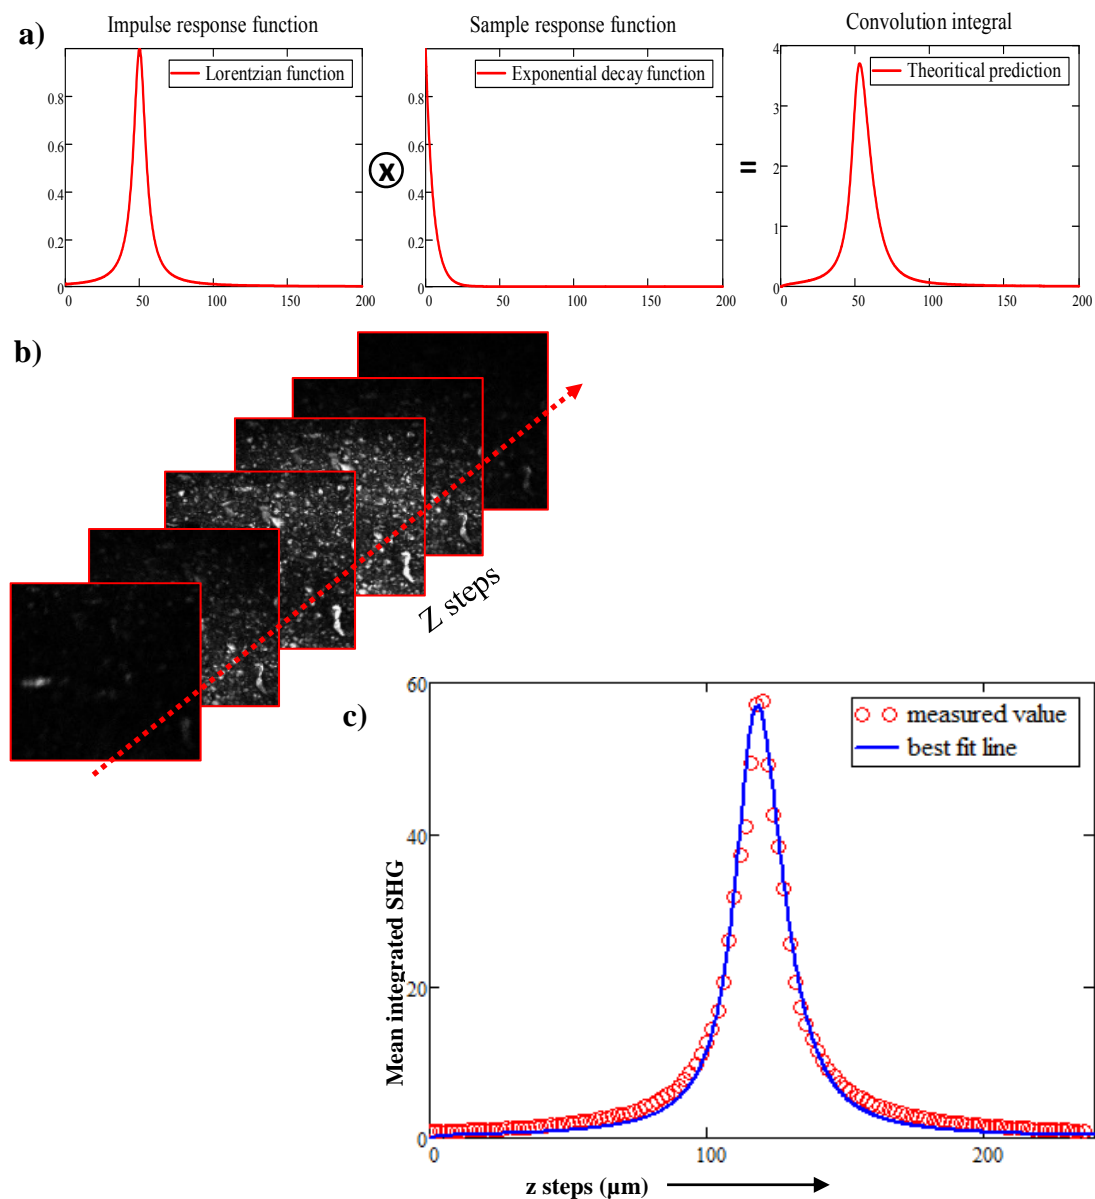 a)
Impulse response function
Sample response function
Convolution integral
Lorentzian function
Exponential decay function
Theoritical prediction
0.8
0.6
0.4
0.2
0
0
50
100
150
200
ⓧ
0.8
0.6
0.4
0.2
0
0
50
100
150
200
=
4
3
2
1
0
0
50
100
150
200
b)
Z steps
c)
measured value
best fit line
Mean integrated SHG
60
40
20
0
0
100
200
z steps (µm)